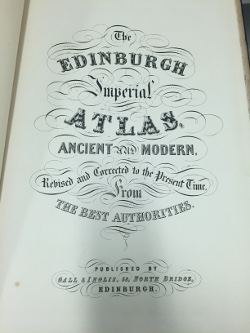 The
EDINBURGH
Imperial
ATLAS,
ANCIENT AND MODERN,
Revised and Corrected to the Present Time,
From
THE BEST AUTHORITIES.
PUBLISHED BY
GALL & INGLIS, NORTH BRIDGE,
EDINBURGH.